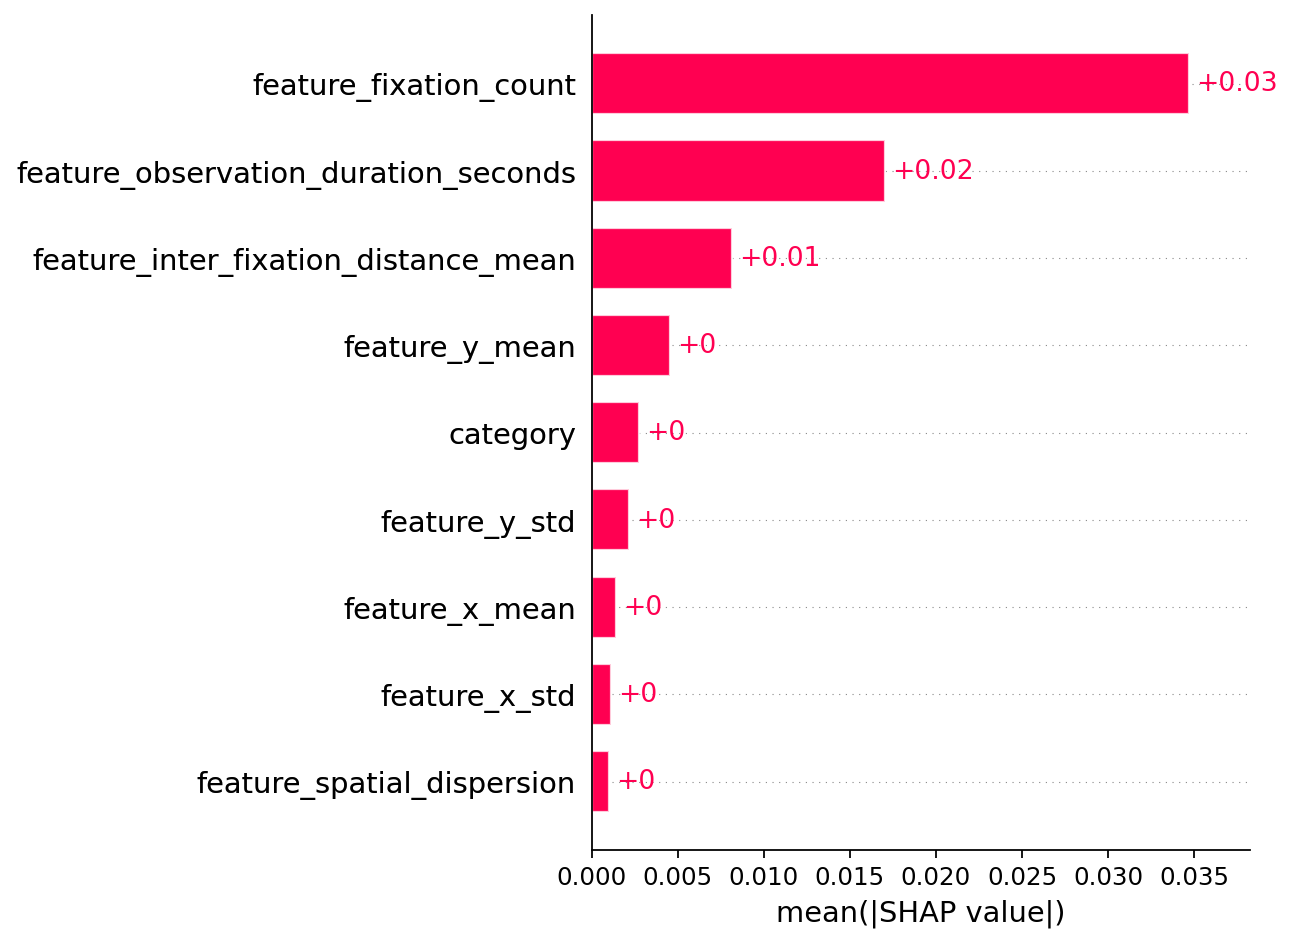 feature_fixation_count +0.03
feature_observation_duration_seconds +0.02
feature_inter_fixation_distance_mean +0.01
feature_y_mean +0
category +0
feature_y_std +0
feature_x_mean +0
feature_x_std +0
feature_spatial_dispersion +0
0.000 0.005 0.010 0.015 0.020 0.025 0.030 0.035
mean(|SHAP value|)